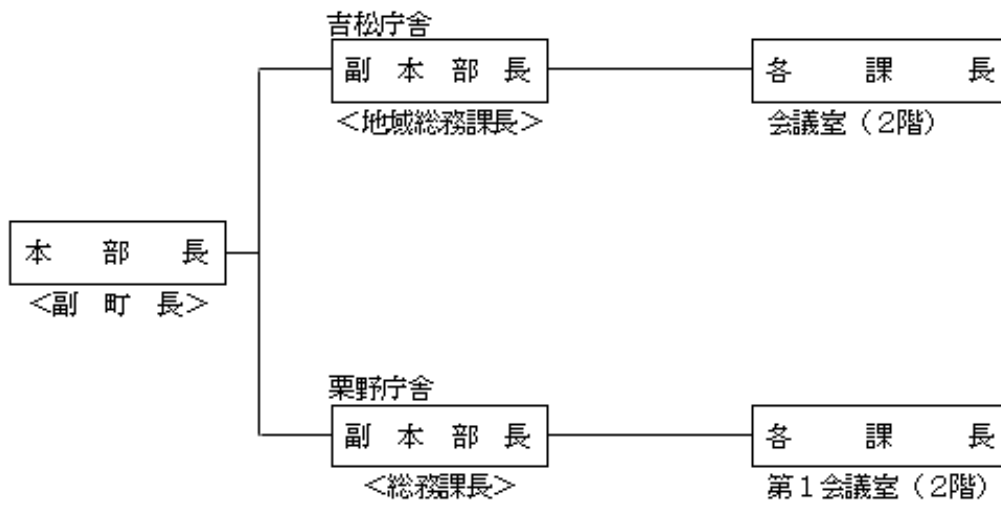 吉松庁舎
副本部長
各課長
＜地域総務課長＞
会議室（２階）
本部長
＜副町長＞
栗野庁舎
副本部長
各課長
＜総務課長＞
第１会議室（２階）